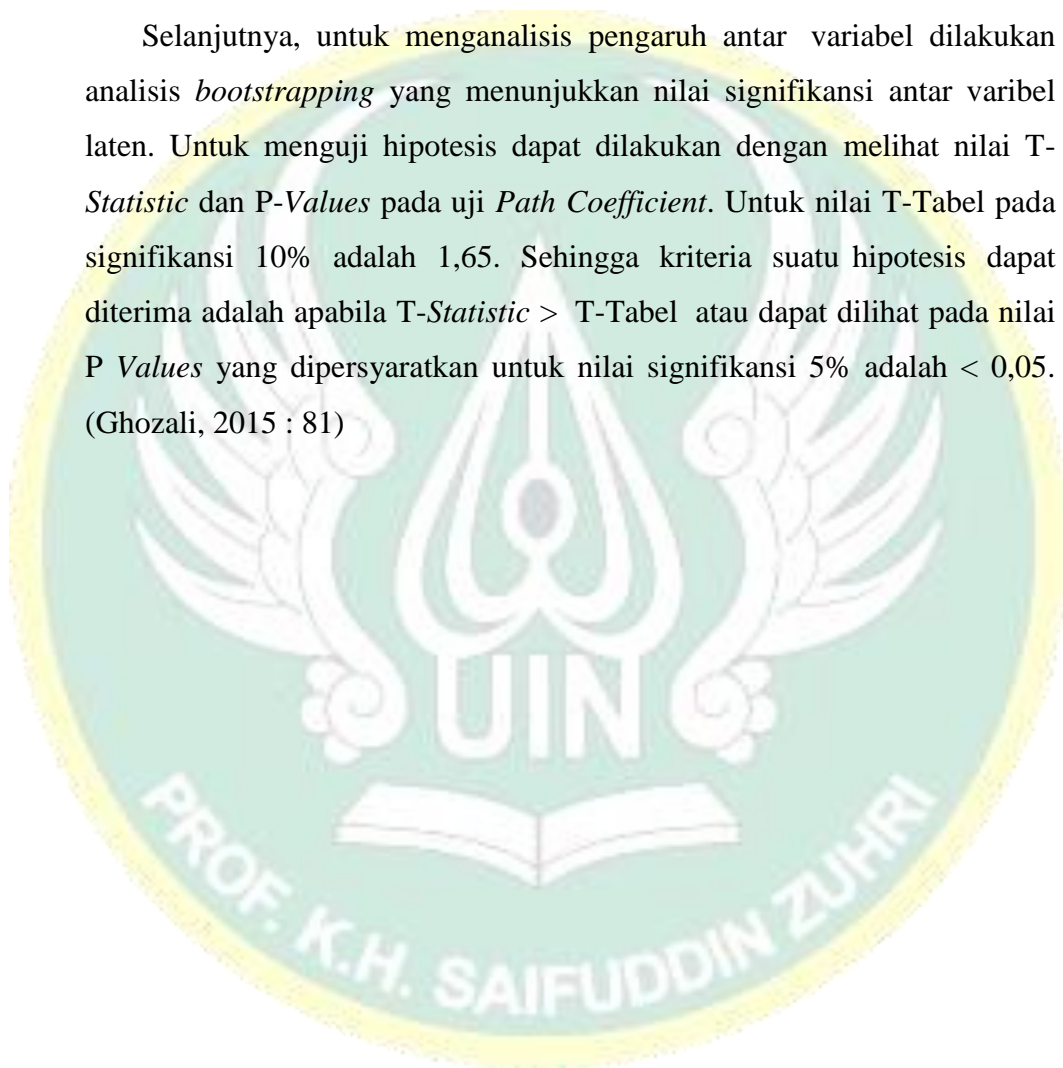 Selanjutnya, untuk menganalisis pengaruh antar variabel dilakukan
analisis bootstrapping yang menunjukkan nilai signifikansi antar varibel
laten. Untuk menguji hipotesis dapat dilakukan dengan melihat nilai T-
Statistic dan P-Values pada uji Path Coefficient. Untuk nilai T-Tabel pada
signifikansi 10% adalah 1,65. Sehingga kriteria suatu hipotesis dapat
diterima adalah apabila T-Statistic > T-Tabel atau dapat dilihat pada nilai
P Values yang dipersyaratkan untuk nilai signifikansi 5% adalah < 0,05.
(Ghozali, 2015 : 81)
UIN
PROF. K.H. SAIFUDDIN ZUHRI